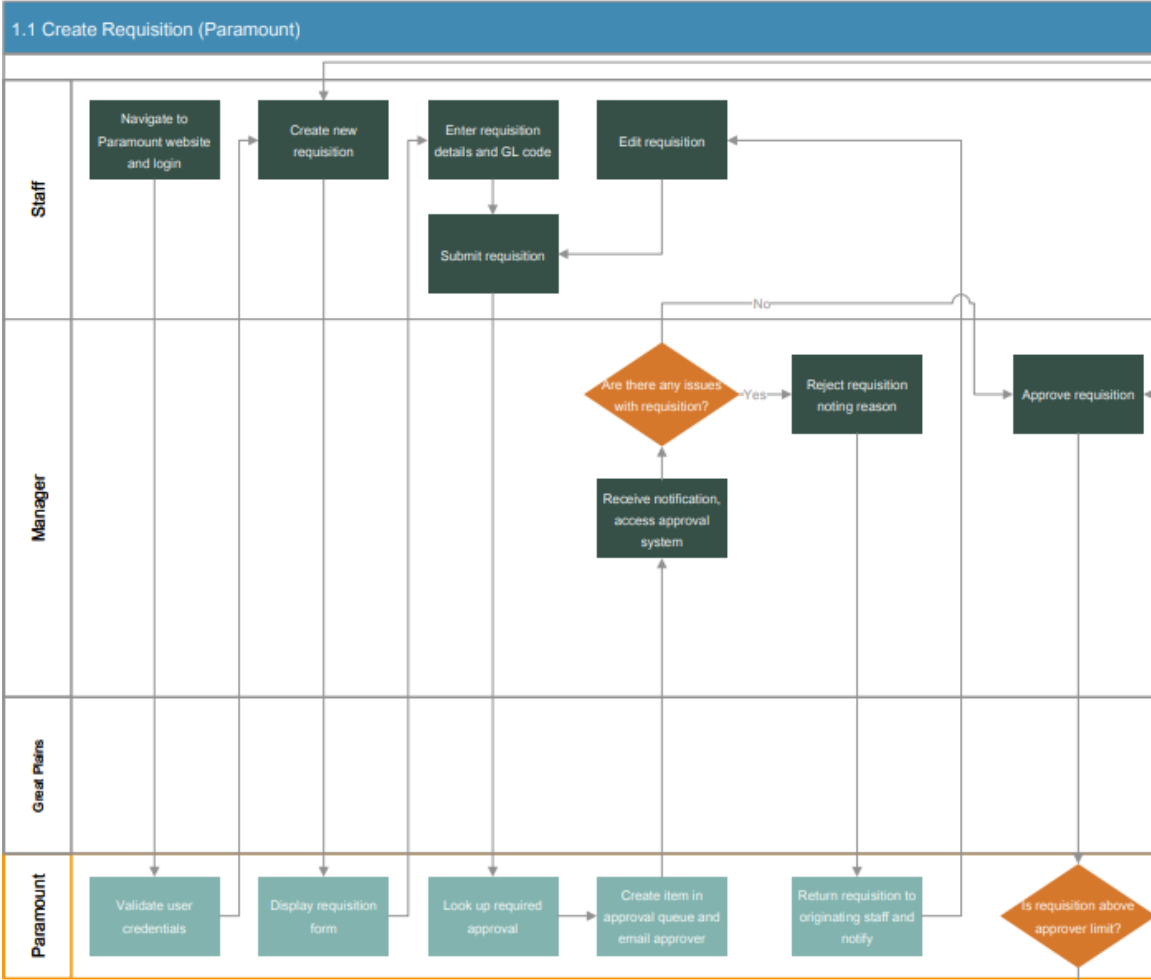 1.1 Create Requisition (Paramount)
Staff
Navigate to
Paramount website
and login
Create new
requisition
Enter requisition
details and GL code
Edit requisition
Submit requisition
No
Manager
Are there any issues
with requisition?
Yes
Reject requisition
noting reason
Approve requisition
Receive notification,
access approval
system
Great Plains
Paramount
Validate user
credentials
Display requisition
form
Look up required
approval
Create item in
approval queue and
email approver
Return requisition to
originating staff and
notify
Is requisition above
approver limit?